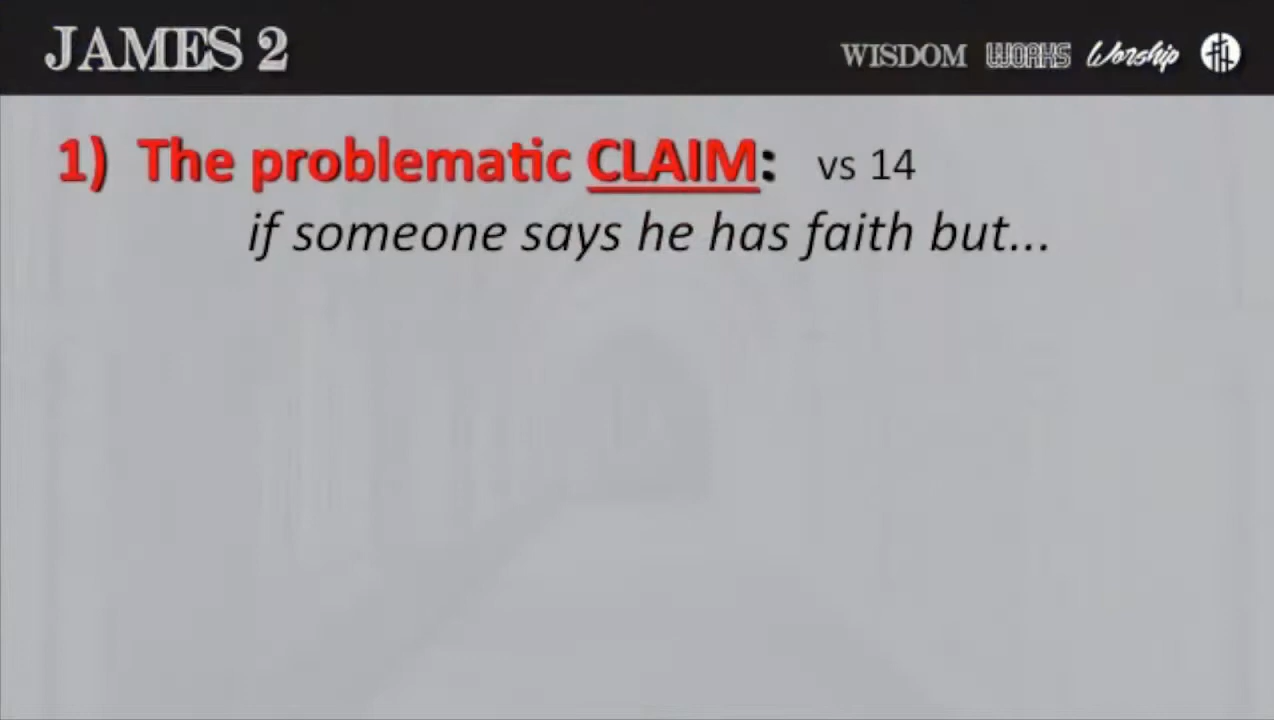 JAMES 2
WISDOM WORKS Worship
1) The problematic CLAIM: vs 14
if someone says he has faith but...